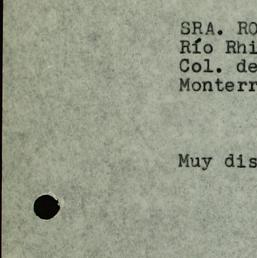 SRA. RO
Río Rhi
Col. de
Monterr
Muy dis